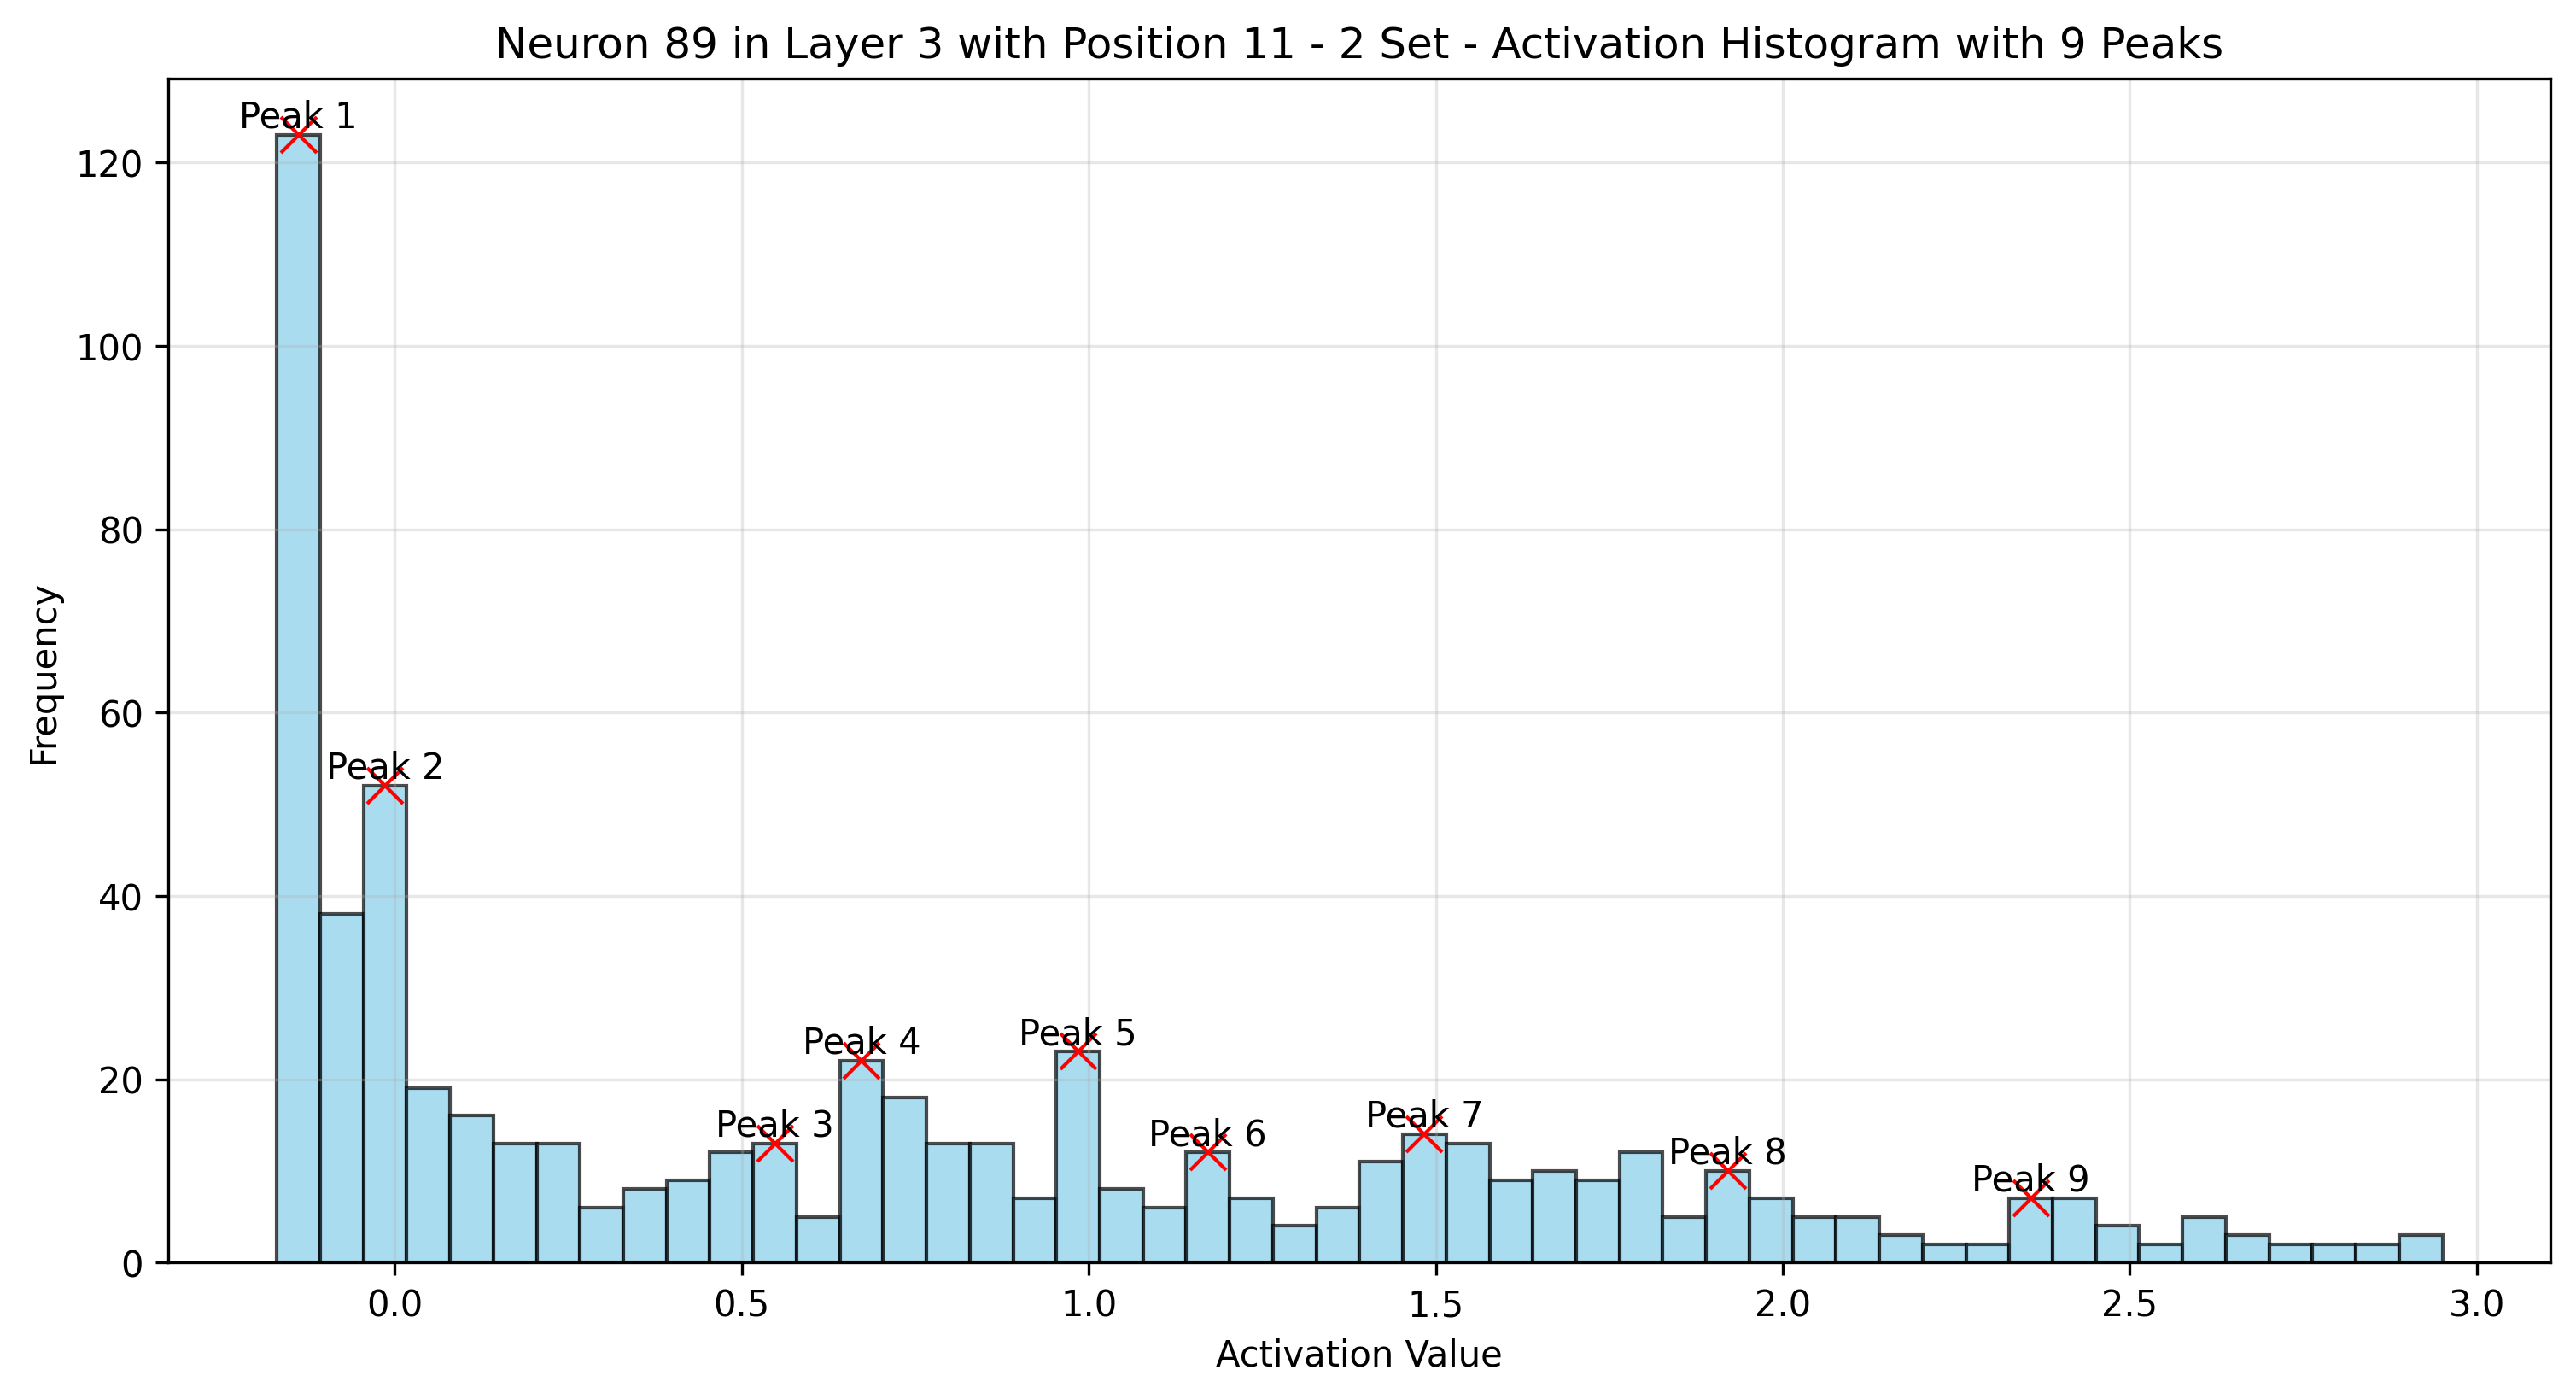 Neuron 89 in Layer 3 with Position 11 - 2 Set - Activation Histogram with 9 Peaks
Peak 1
Peak 2
Peak 3
Peak 4
Peak 5
Peak 6
Peak 7
Peak 8
Peak 9
120
100
80
60
40
20
0
Frequency
0.0 0.5 1.0 1.5 2.0 2.5 3.0
Activation Value